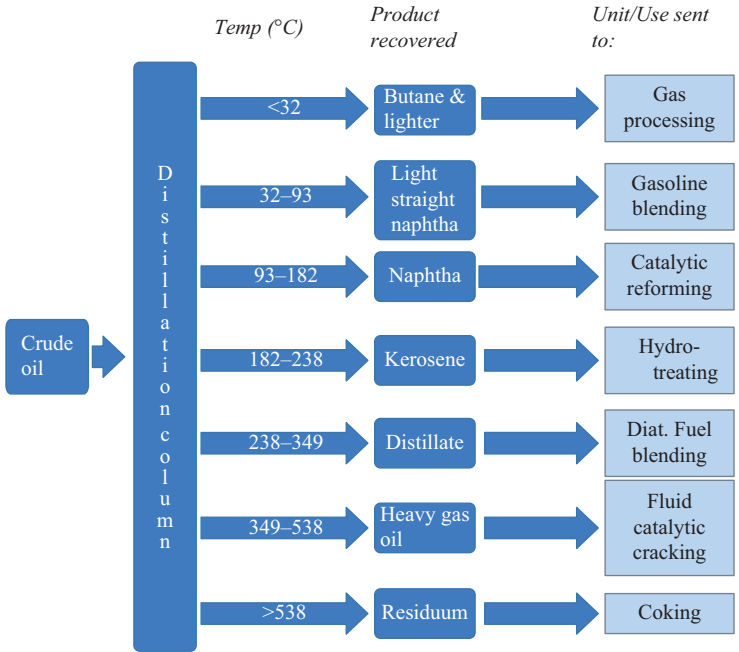 Temp (°C)
Product
recovered
Unit/Use sent
to:
Crude
oil
Distillation column
<32
Butane &
lighter
Gas
processing
32–93
Light
straight
naphtha
Gasoline
blending
93–182
Naphtha
Catalytic
reforming
182–238
Kerosene
Hydro-
treating
238–349
Distillate
Diat. Fuel
blending
349–538
Heavy gas
oil
Fluid
catalytic
cracking
>538
Residuum
Coking